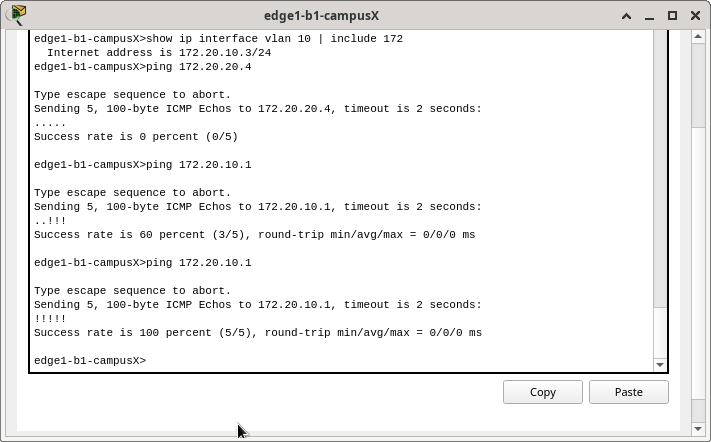 edge1-b1-campusX
edge1-b1-campusX>show ip interface vlan 10 | include 172
  Internet address is 172.20.10.3/24
edge1-b1-campusX>ping 172.20.20.4
Type escape sequence to abort.
Sending 5, 100-byte ICMP Echos to 172.20.20.4, timeout is 2 seconds:
.....
Success rate is 0 percent (0/5)
edge1-b1-campusX>ping 172.20.10.1
Type escape sequence to abort.
Sending 5, 100-byte ICMP Echos to 172.20.10.1, timeout is 2 seconds:
..!!!
Success rate is 60 percent (3/5), round-trip min/avg/max = 0/0/0 ms
edge1-b1-campusX>ping 172.20.10.1
Type escape sequence to abort.
Sending 5, 100-byte ICMP Echos to 172.20.10.1, timeout is 2 seconds:
!!!!!
Success rate is 100 percent (5/5), round-trip min/avg/max = 0/0/0 ms
edge1-b1-campusX>
Copy Paste